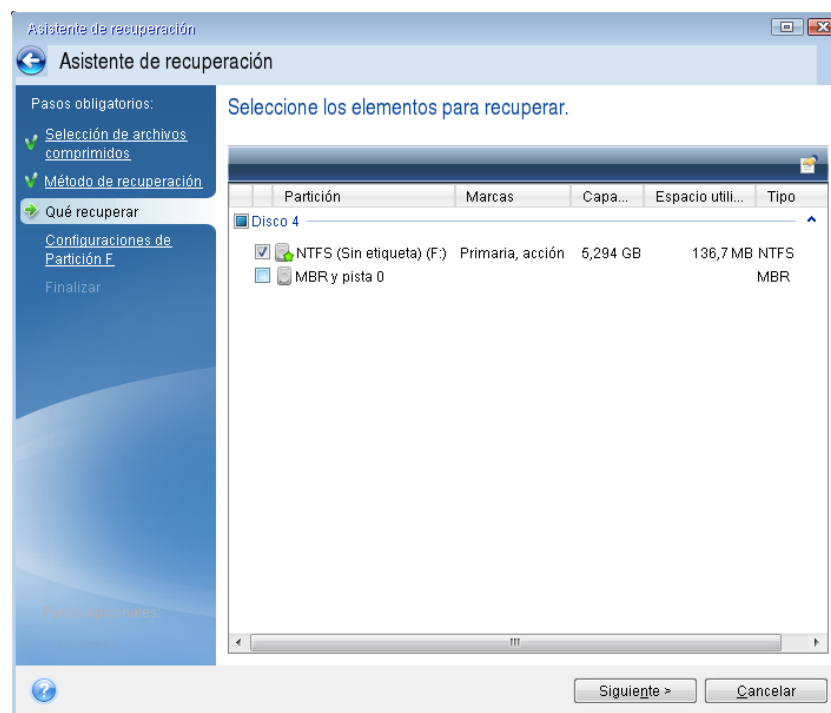 Asistente de recuperación
Asistente de recuperación
Pasos obligatorios:
Selección de archivos
comprimidos
Método de recuperación
Qué recuperar
Configuraciones de
Partición F
Finalizar
Seleccione los elementos para recuperar.
Partición Marcas Capa... Espacio utili... Tipo
Disco 4
NTFS (Sin etiqueta) (F:) Primaria, acción 5,294 GB 136,7 MB NTFS
MBR y pista 0 MBR
Siguiente >
Cancelar